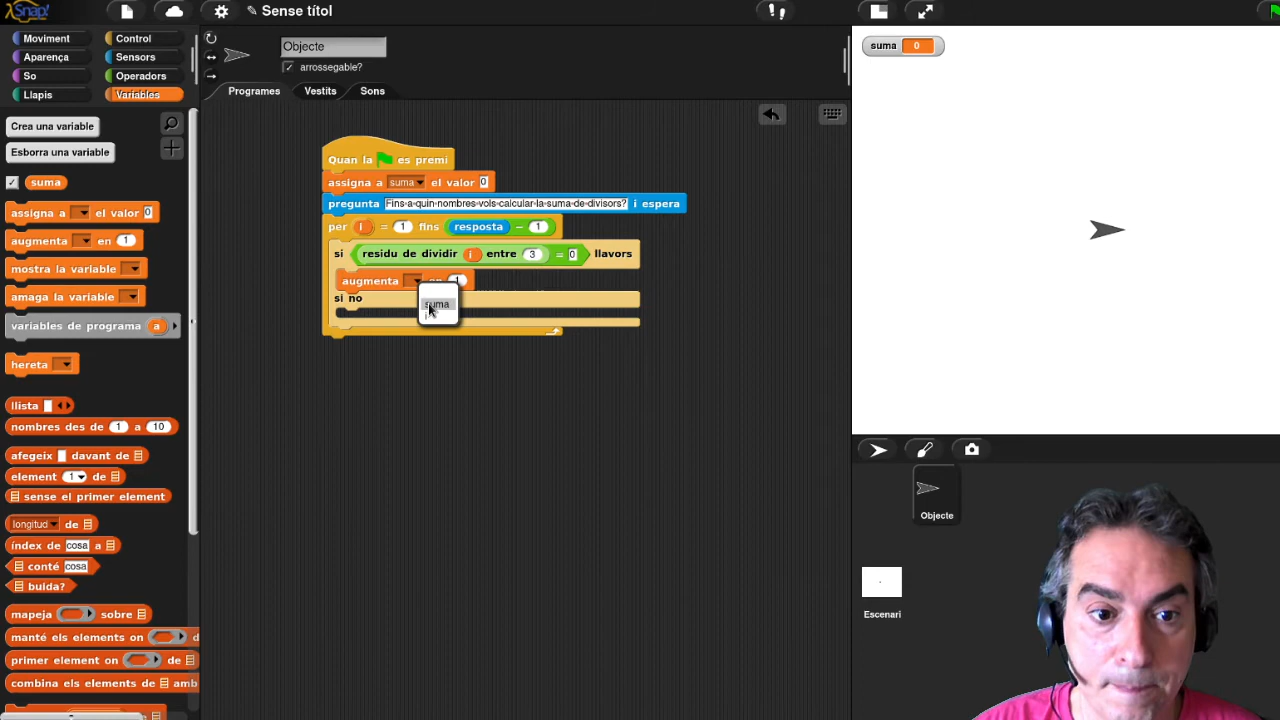 Snap!
Sense títol
Moviment
Control
Aparença
Sensors
So
Operadors
Llapis
Variables
Crea una variable
Esborra una variable
suma
assigna a el valor 0
augmenta en 1
mostra la variable
amaga la variable
variables de programa a
hereta
llista
nombres des de 1 a 10
afegeix davant de
element 1 de
sense el primer element
longitud de
índex de cosa a
conté cosa
buida?
mapeja sobre
manté els elements on d
primer element on de
combina els elements de amb
Objecte
arrossegable?
Programes Vestits Sons
Quan la es premi
assigna a suma el valor 0
pregunta Fins-a-quin-nombres-vols-calcular-la-suma-de-divisors? i espera
per i = 1 fins resposta − 1
si residu de dividir i entre 3 = 0 llavors
augmenta en 1
suma
i
si no
suma 0
Objecte
Escenari